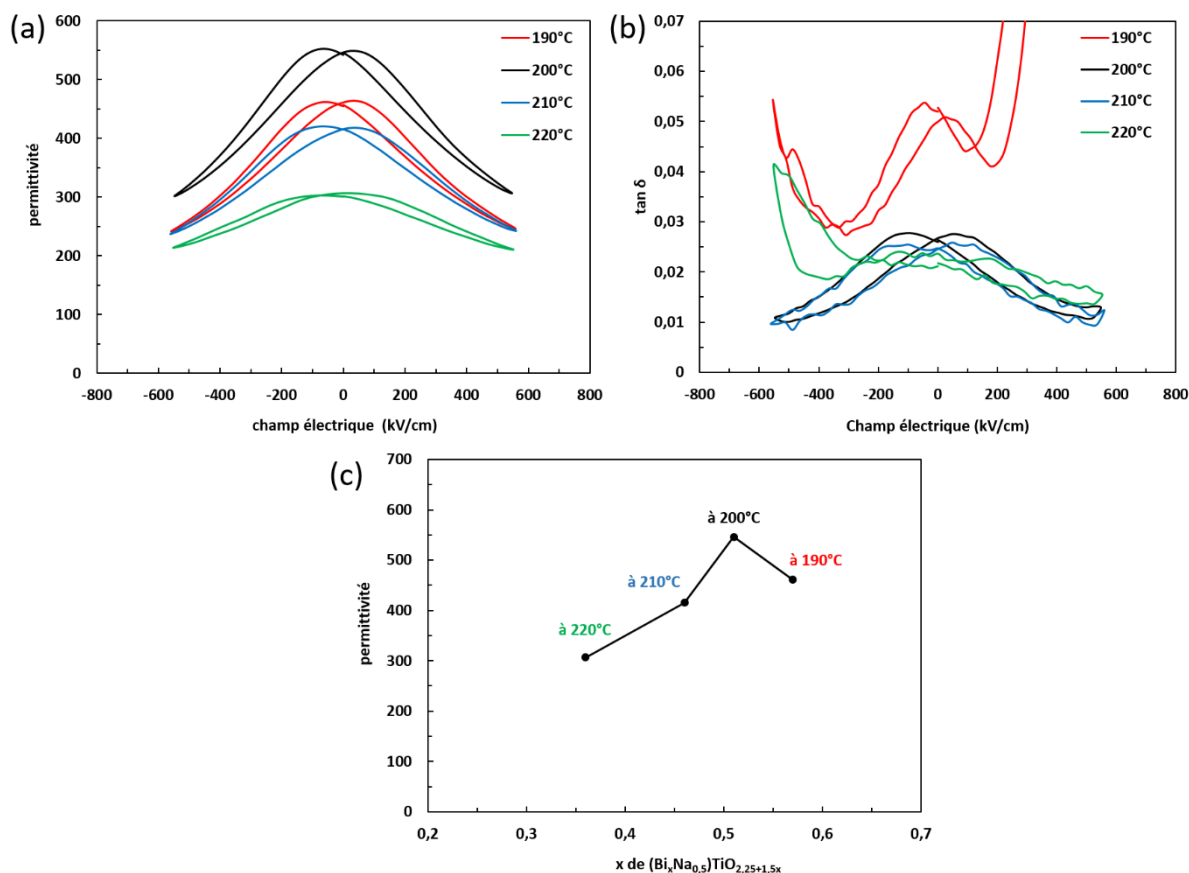 (a)
600
500
400
300
200
100
0
-800 -600 -400 -200 0 200 400 600 800
permittivité
champ électrique (kV/cm)
190°C
200°C
210°C
220°C
(b)
0,07
0,06
0,05
0,04
0,03
0,02
0,01
0
-800 -600 -400 -200 0 200 400 600 800
tan δ
Champ électrique (kV/cm)
190°C
200°C
210°C
220°C
(c)
700
600
500
400
300
200
100
0
0,2 0,3 0,4 0,5 0,6 0,7
permittivité
à 200°C
à 190°C
à 210°C
à 220°C
x de (BiₓNa₀,₅)TiO₂,₂₅₊₁,₅ₓ